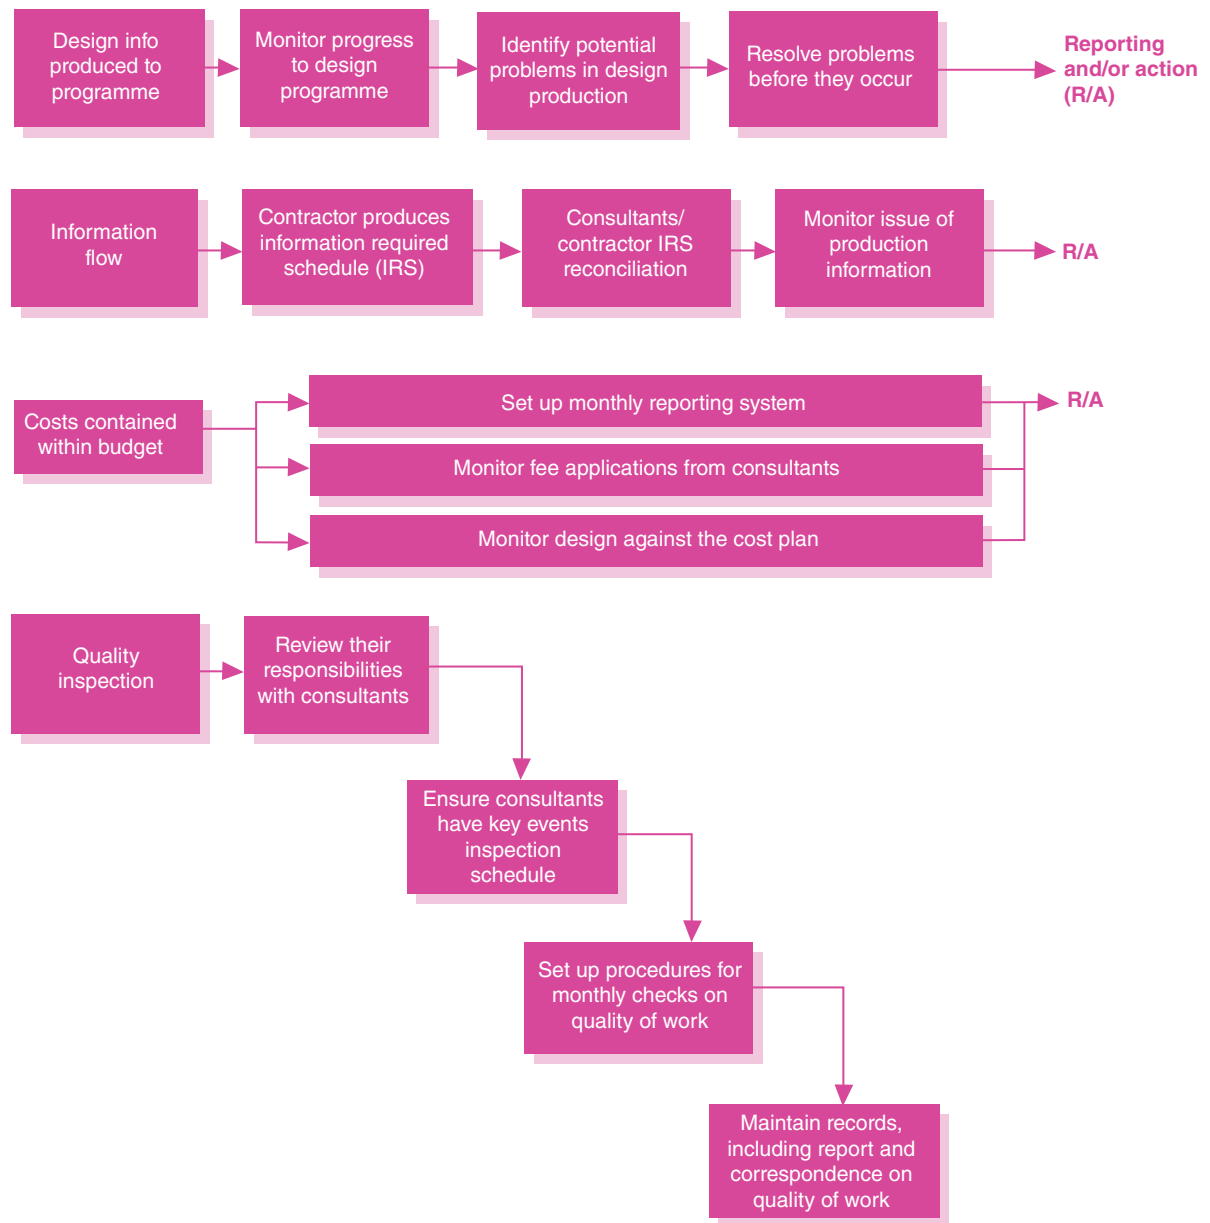 Design info
produced to
programme
Monitor progress
to design
programme
Identify potential
problems in design
production
Resolve problems
before they occur
Reporting
and/or action
(R/A)
Information
flow
Contractor produces
information required
schedule (IRS)
Consultants/
contractor IRS
reconciliation
Monitor issue of
production
information
R/A
Costs contained
within budget
Set up monthly reporting system
R/A
Monitor fee applications from consultants
Monitor design against the cost plan
Quality
inspection
Review their
responsibilities
with consultants
Ensure consultants
have key events
inspection
schedule
Set up procedures for
monthly checks on
quality of work
Maintain records,
including report and
correspondence on
quality of work